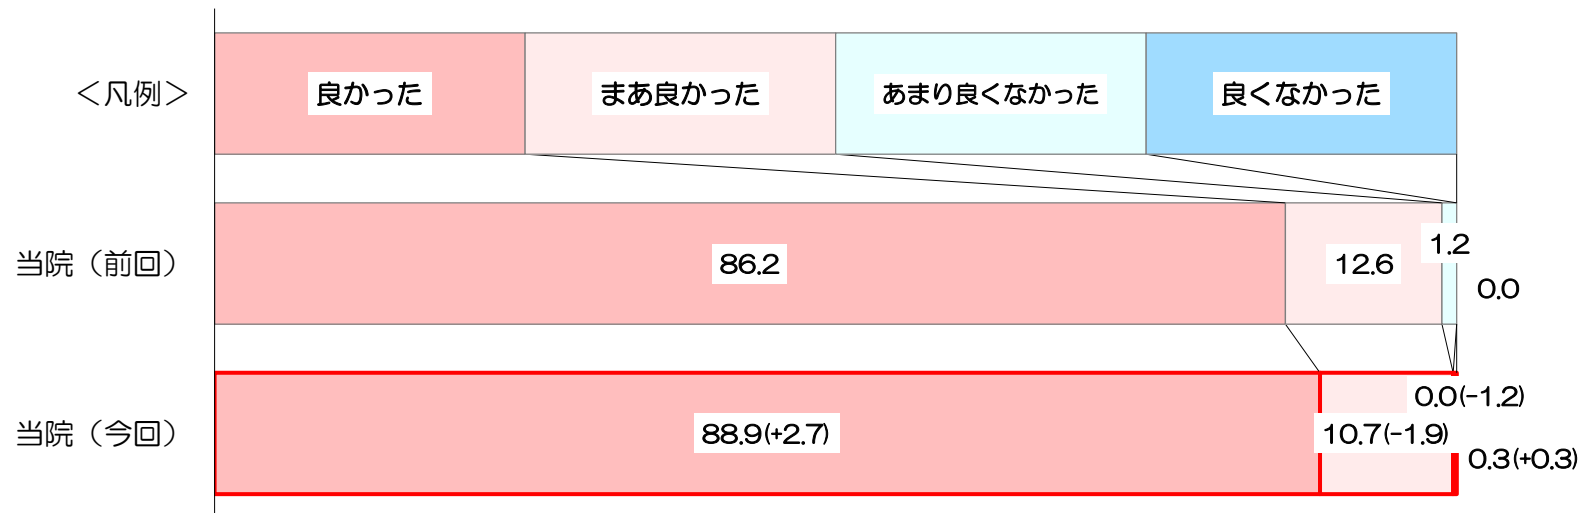 ＜凡例＞ 良かった まあ良かった あまり良くなかった 良くなかった
当院（前回） 86.2 12.6 1.2 0.0
当院（今回） 88.9(+2.7) 10.7(-1.9) 0.0(-1.2) 0.3(+0.3)